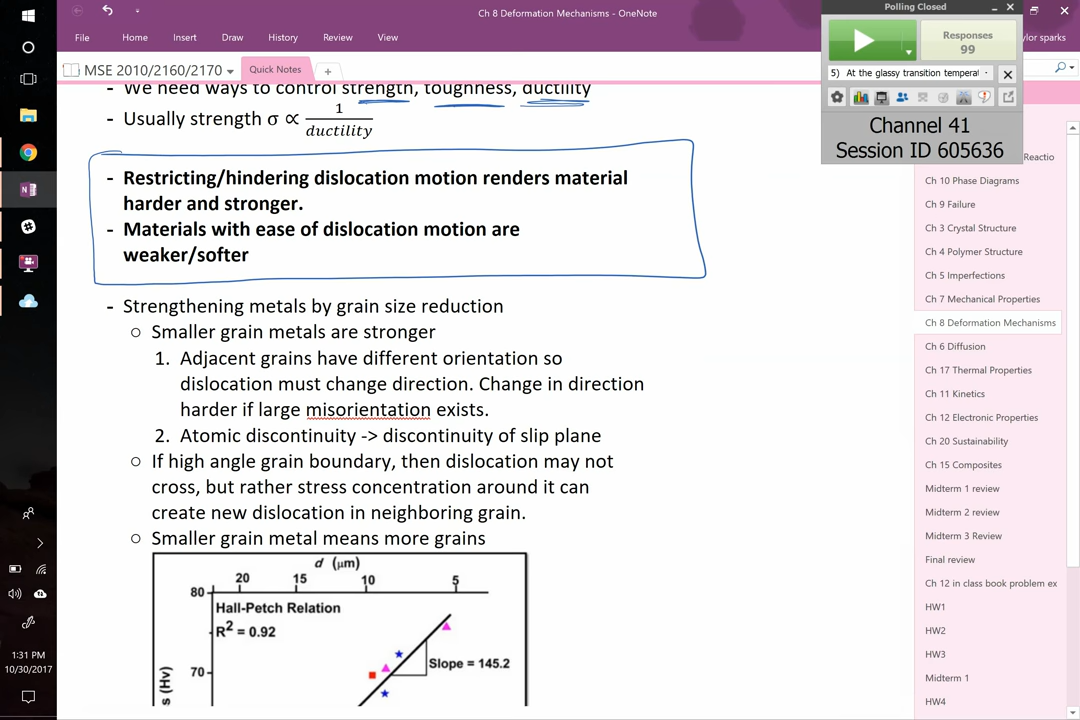 Ch 8 Deformation Mechanisms - OneNote
Polling Closed
Responses
99
ylor sparks
File Home Insert Draw History Review View
5) At the glassy transition temperat
MSE 2010/2160/2170
Quick Notes
Channel 41
Session ID 605636
- We need ways to control strength, toughness, ductility
- Usually strength σ ∝ 1
ductility
- Restricting/hindering dislocation motion renders material
harder and stronger.
- Materials with ease of dislocation motion are
weaker/softer
- Strengthening metals by grain size reduction
Smaller grain metals are stronger
1. Adjacent grains have different orientation so
dislocation must change direction. Change in direction
harder if large misorientation exists.
2. Atomic discontinuity -> discontinuity of slip plane
If high angle grain boundary, then dislocation may not
cross, but rather stress concentration around it can
create new dislocation in neighboring grain.
Smaller grain metal means more grains
d (μm)
20 15 10 5
80
Hall-Petch Relation
R² = 0.92
Slope = 145.2
70
s (Hv)
Reactio
Ch 10 Phase Diagrams
Ch 9 Failure
Ch 3 Crystal Structure
Ch 4 Polymer Structure
Ch 5 Imperfections
Ch 7 Mechanical Properties
Ch 8 Deformation Mechanisms
Ch 6 Diffusion
Ch 17 Thermal Properties
Ch 11 Kinetics
Ch 12 Electronic Properties
Ch 20 Sustainability
Ch 15 Composites
Midterm 1 review
Midterm 2 review
Midterm 3 Review
Final review
Ch 12 in class book problem ex
HW1
HW2
HW3
Midterm 1
HW4
1:31 PM
10/30/2017